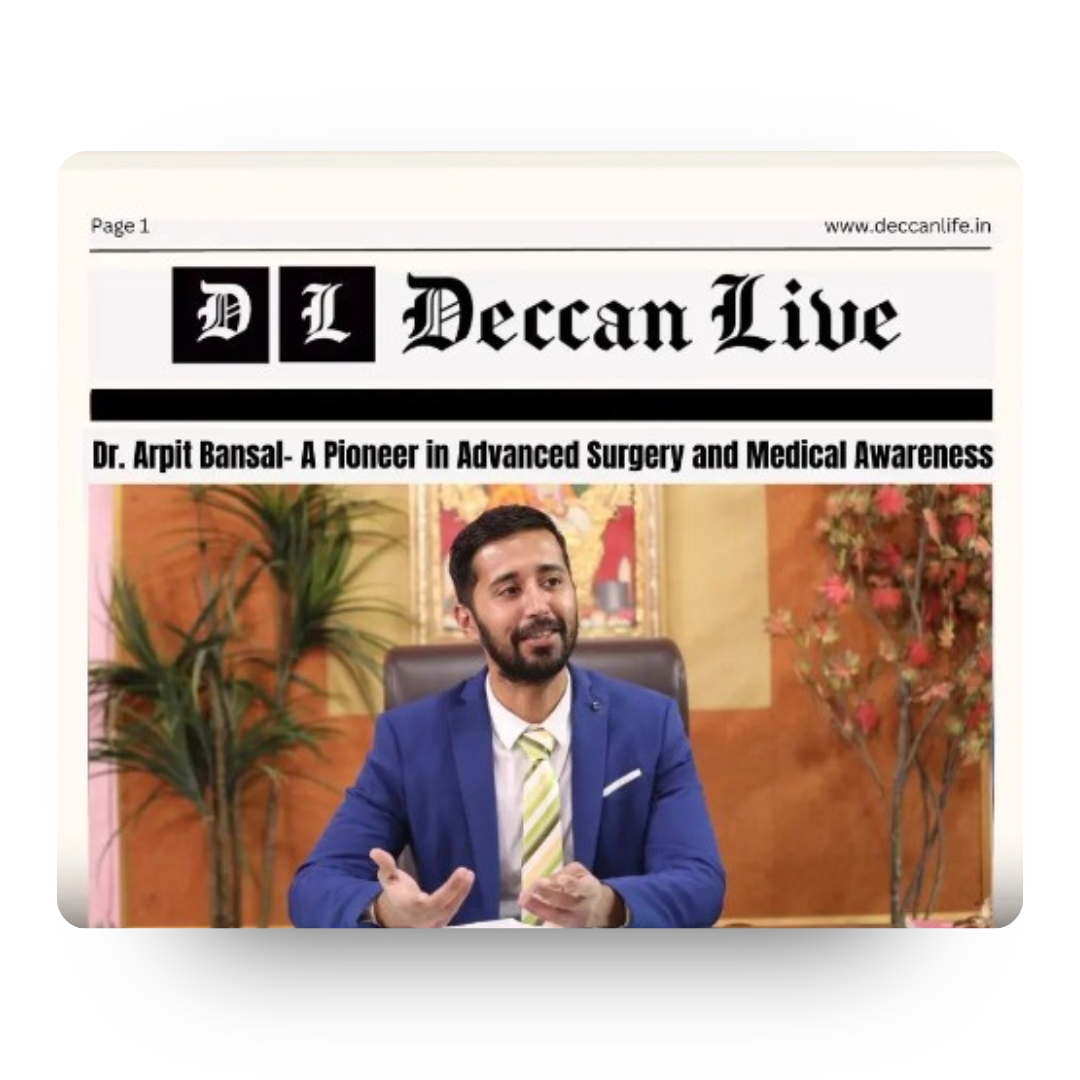 Page 1
www.deccanlife.in
D L Deccan Live
Dr. Arpit Bansal- A Pioneer in Advanced Surgery and Medical Awareness